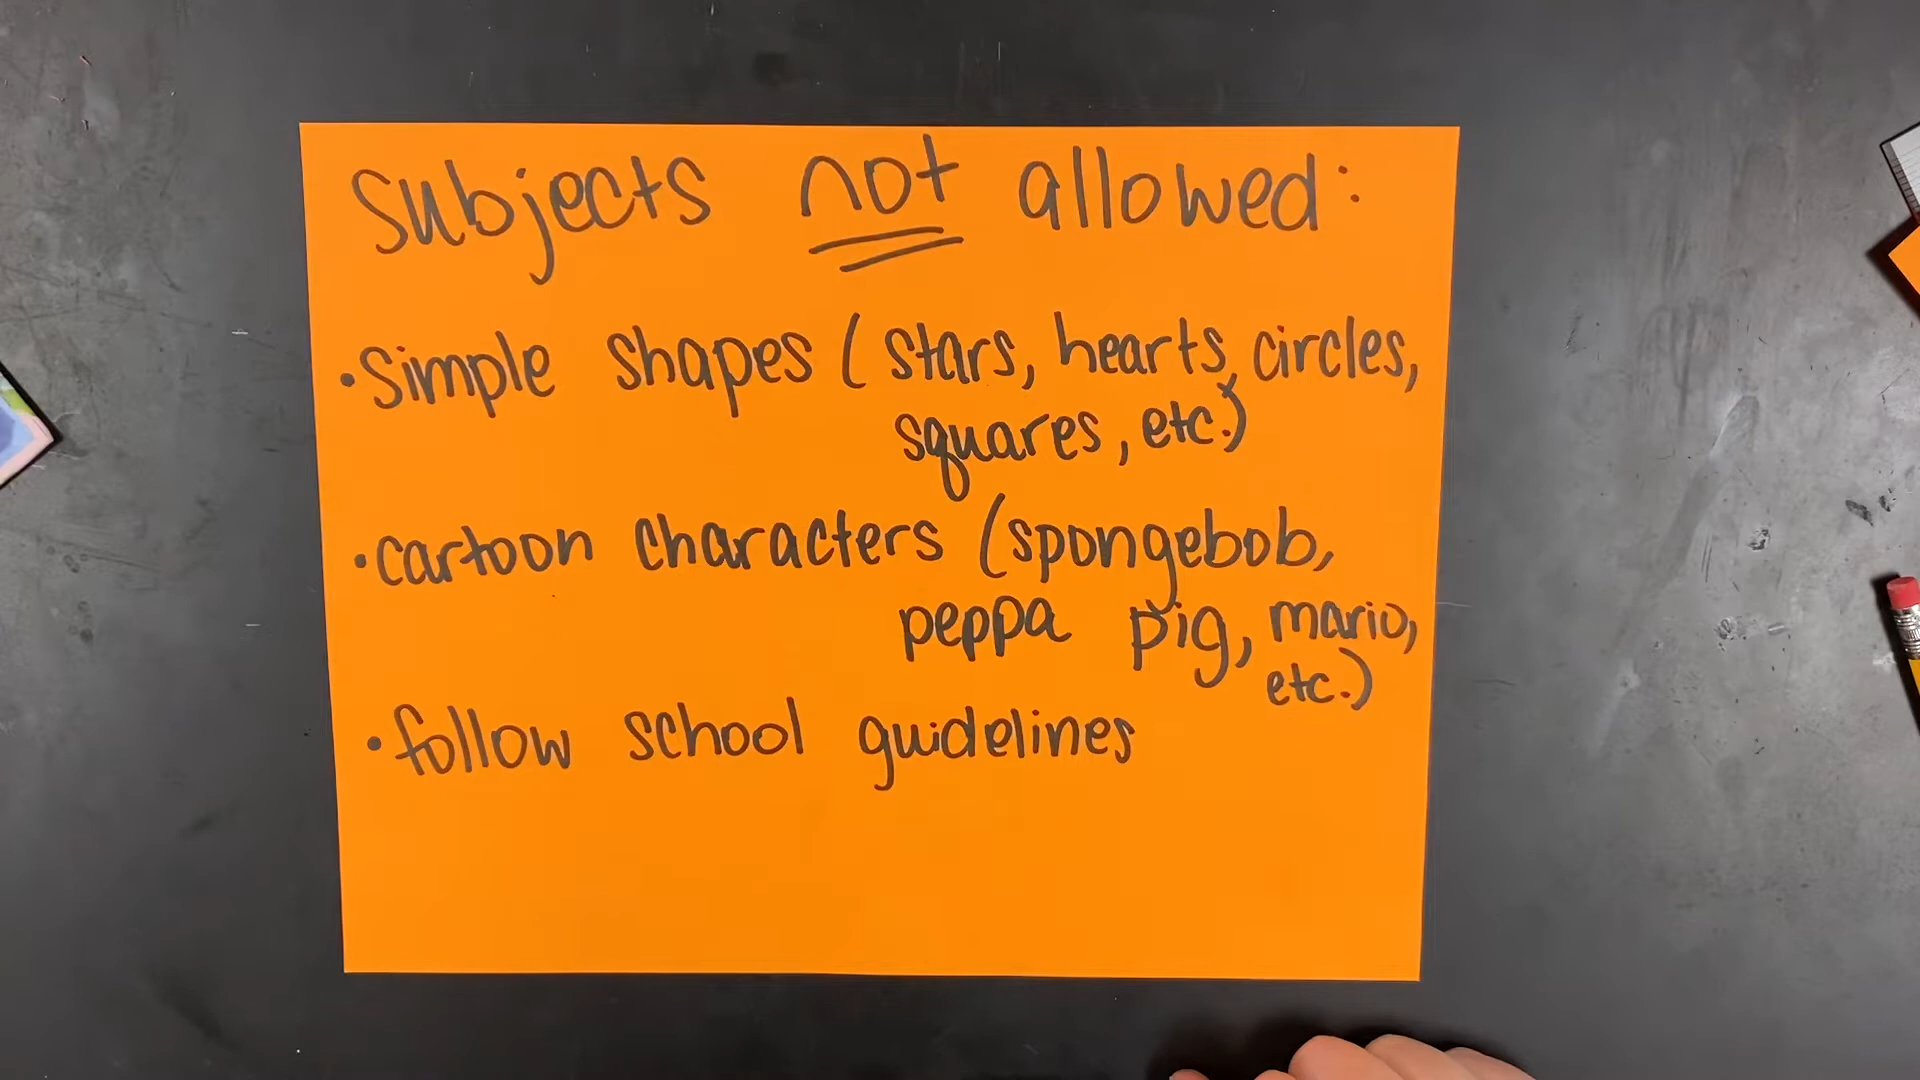 Subjects not allowed:
•Simple shapes (stars, hearts, circles,
squares, etc.)
•cartoon characters (spongebob,
peppa pig, mario,
etc.)
•follow school guidelines